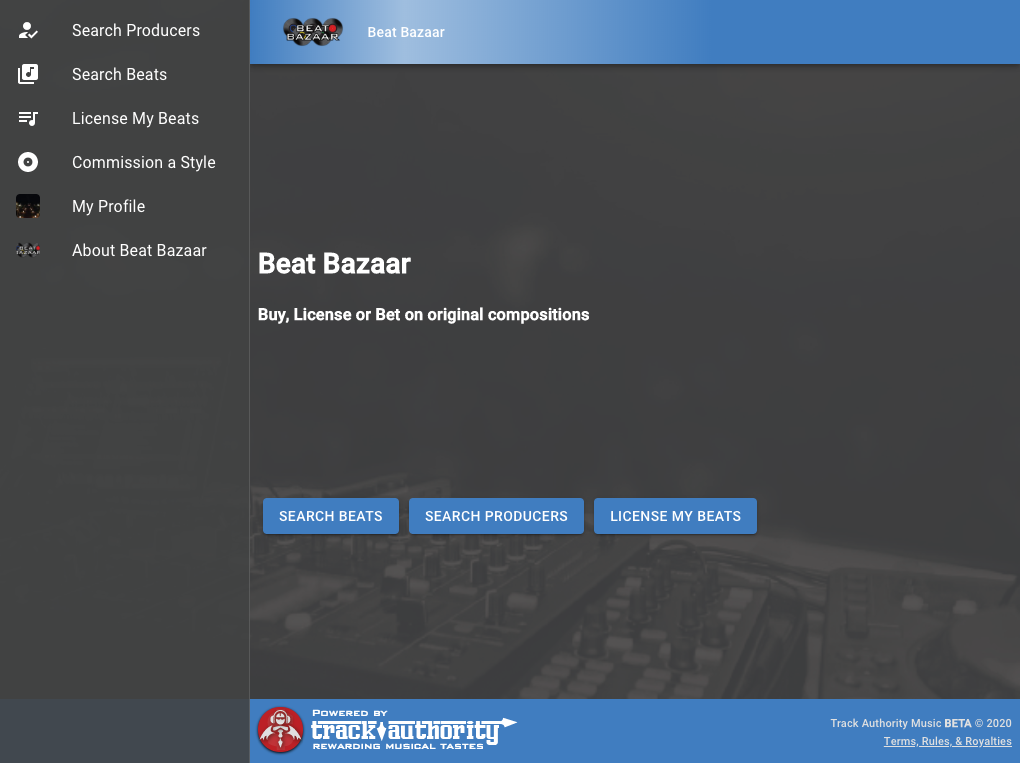 Search Producers
Search Beats
License My Beats
Commission a Style
My Profile
About Beat Bazaar
BEAT
BAZAAR
Beat Bazaar
Beat Bazaar
Buy, License or Bet on original compositions
SEARCH BEATS
SEARCH PRODUCERS
LICENSE MY BEATS
POWERED BY
track authority
REWARDING MUSICAL TASTES
Track Authority Music BETA © 2020
Terms, Rules, & Royalties